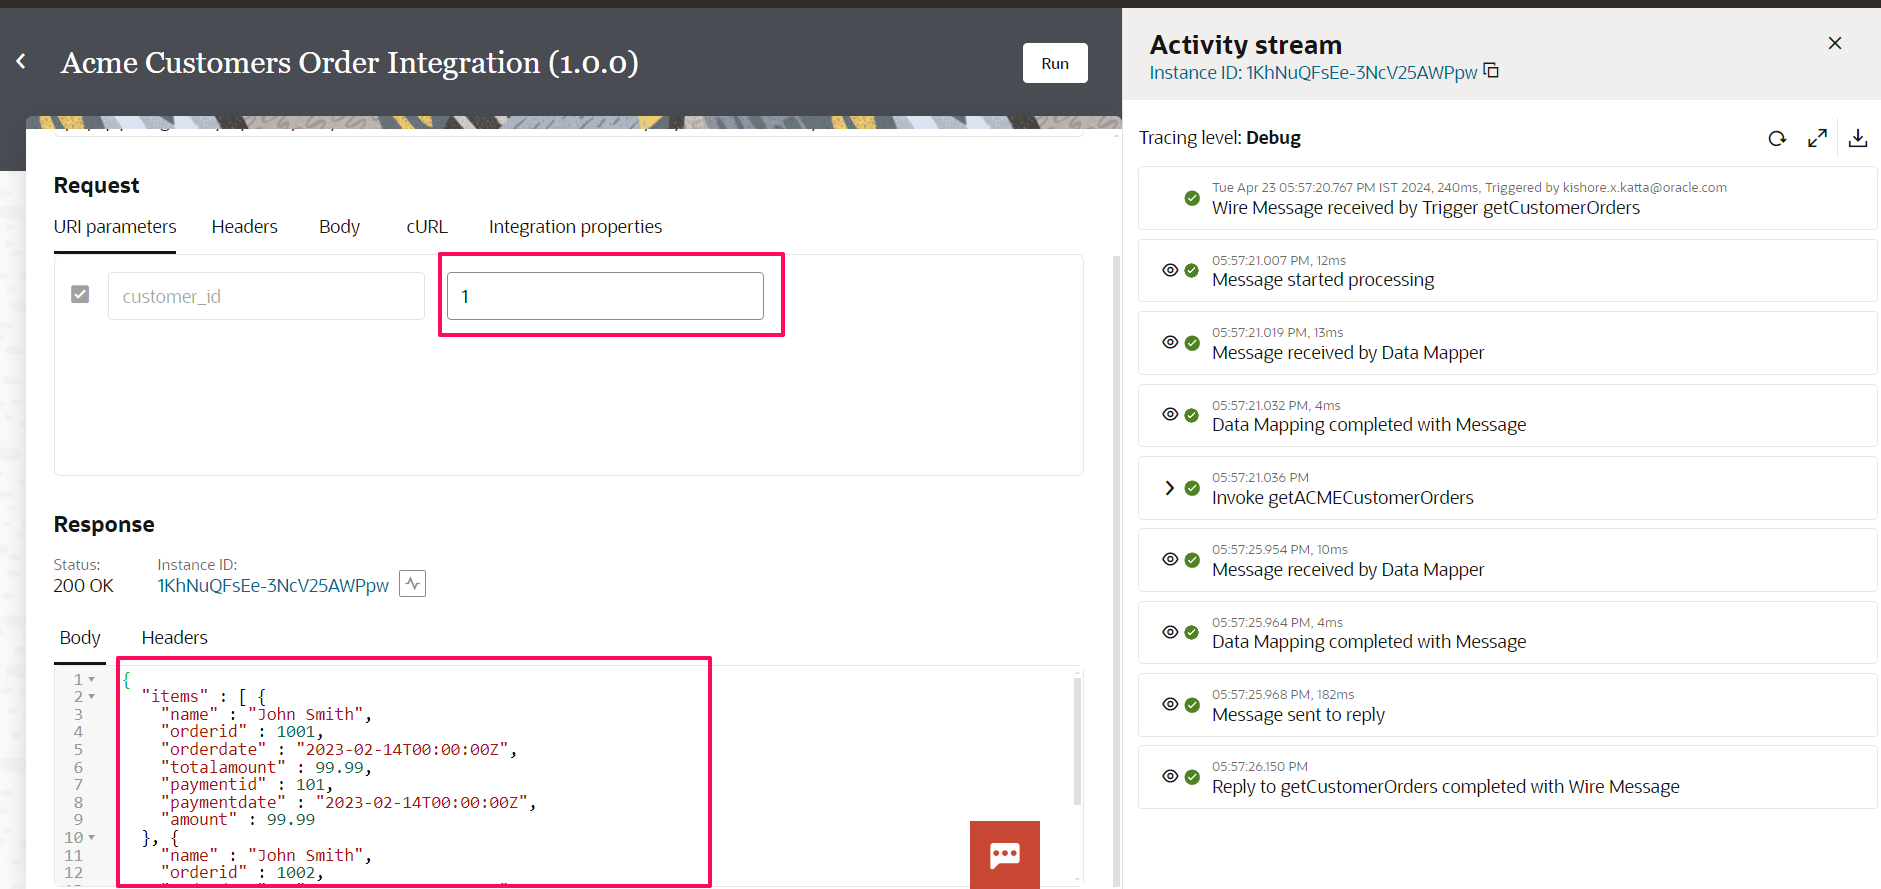 Acme Customers Order Integration (1.0.0)
Run
Request
URI parameters Headers Body cURL Integration properties
customer_id 1
Response
Status: Instance ID:
200 OK 1KhNuQFsEe-3NcV25AWPpw
Body Headers
1 {
2 "items" : [ {
3 "name" : "John Smith",
4 "orderid" : 1001,
5 "orderdate" : "2023-02-14T00:00:00Z",
6 "totalamount" : 99.99,
7 "paymentid" : 101,
8 "paymentdate" : "2023-02-14T00:00:00Z",
9 "amount" : 99.99
10 }, {
11 "name" : "John Smith",
12 "orderid" : 1002,
Activity stream
Instance ID: 1KhNuQFsEe-3NcV25AWPpw
Tracing level: Debug
Tue Apr 23 05:57:20.767 PM IST 2024, 240ms, Triggered by kishore.x.katta@oracle.com
Wire Message received by Trigger getCustomerOrders
05:57:21.007 PM, 12ms
Message started processing
05:57:21.019 PM, 13ms
Message received by Data Mapper
05:57:21.032 PM, 4ms
Data Mapping completed with Message
05:57:21.036 PM
Invoke getACMECustomerOrders
05:57:25.954 PM, 10ms
Message received by Data Mapper
05:57:25.964 PM, 4ms
Data Mapping completed with Message
05:57:25.968 PM, 182ms
Message sent to reply
05:57:26.150 PM
Reply to getCustomerOrders completed with Wire Message